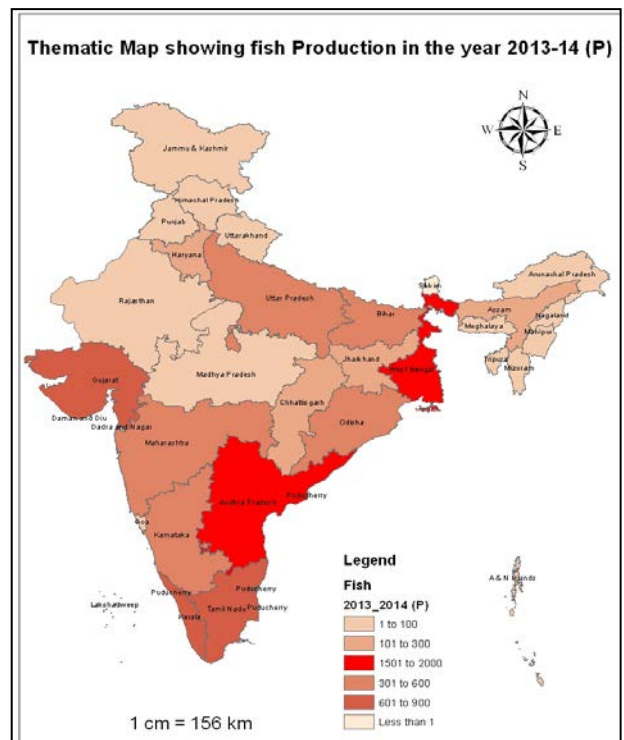 Thematic Map showing fish Production in the year 2013-14 (P)
N
W E
S
Jammu & Kashmir
Himachal Pradesh
Punjab
Uttarakhand
Haryana
Arunachal Pradesh
Sikkim
Rajasthan
Uttar Pradesh
Assam
Nagaland
Bihar
Meghalaya
Manipur
Jharkhand
Tripura
Mizoram
West Bengal
Gujarat
Madhya Pradesh
Chhattisgarh
Daman and Diu
Dadra and Nagar
Odisha
Maharashtra
Andhra Pradesh
Puducherry
Goa
Karnataka
Legend
Fish
2013_2014 (P)
1 to 100
101 to 300
1501 to 2000
301 to 600
601 to 900
Less than 1
A & N Islands
Lakshadweep
Puducherry
Puducherry
Kerala
Tamil Nadu
Puducherry
1 cm = 156 km